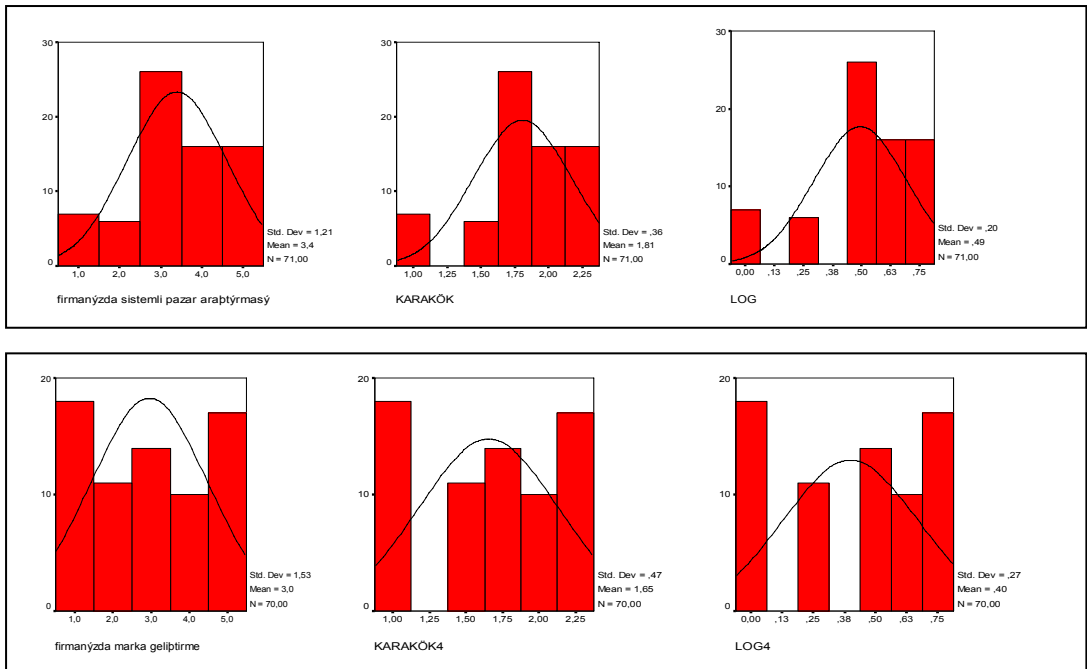 30
20
10
0
1,0 2,0 3,0 4,0 5,0
firmanýzda sistemli pazar araþtýrmasý
Std. Dev = 1,21
Mean = 3,4
N = 71,00
30
20
10
0
1,00 1,25 1,50 1,75 2,00 2,25
KARAKÖK
Std. Dev = ,36
Mean = 1,81
N = 71,00
30
20
10
0
0,00 ,13 ,25 ,38 ,50 ,63 ,75
LOG
Std. Dev = ,20
Mean = ,49
N = 71,00
20
10
0
1,0 2,0 3,0 4,0 5,0
firmanýzda marka geliþtirme
Std. Dev = 1,53
Mean = 3,0
N = 70,00
20
10
0
1,00 1,25 1,50 1,75 2,00 2,25
KARAKÖK4
Std. Dev = ,47
Mean = 1,65
N = 70,00
20
10
0
0,00 ,13 ,25 ,38 ,50 ,63 ,75
LOG4
Std. Dev = ,27
Mean = ,40
N = 70,00